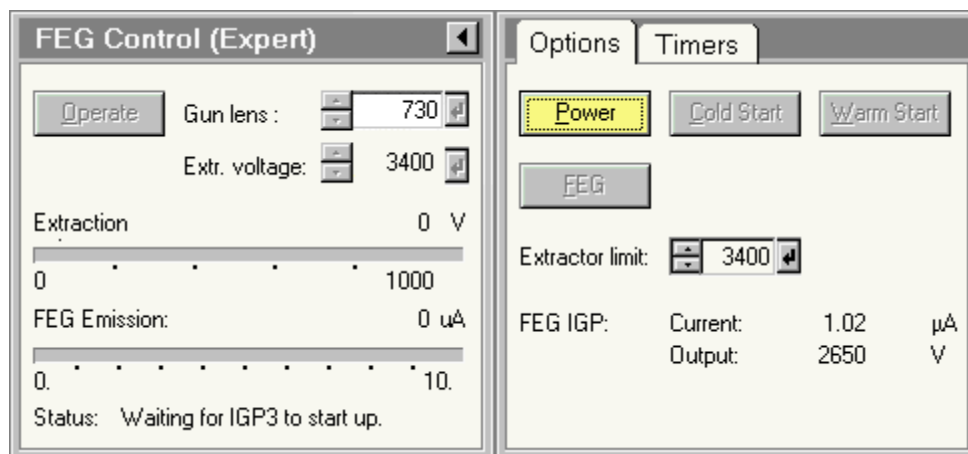 FEG Control (Expert)
Operate
Gun lens :
730
Extr. voltage:
3400
Extraction
0 V
0
1000
FEG Emission:
0 uA
0.
10.
Status: Waiting for IGP3 to start up.
Options
Timers
Power
Cold Start
Warm Start
FEG
Extractor limit:
3400
FEG IGP: Current: 1.02 µA
Output: 2650 V